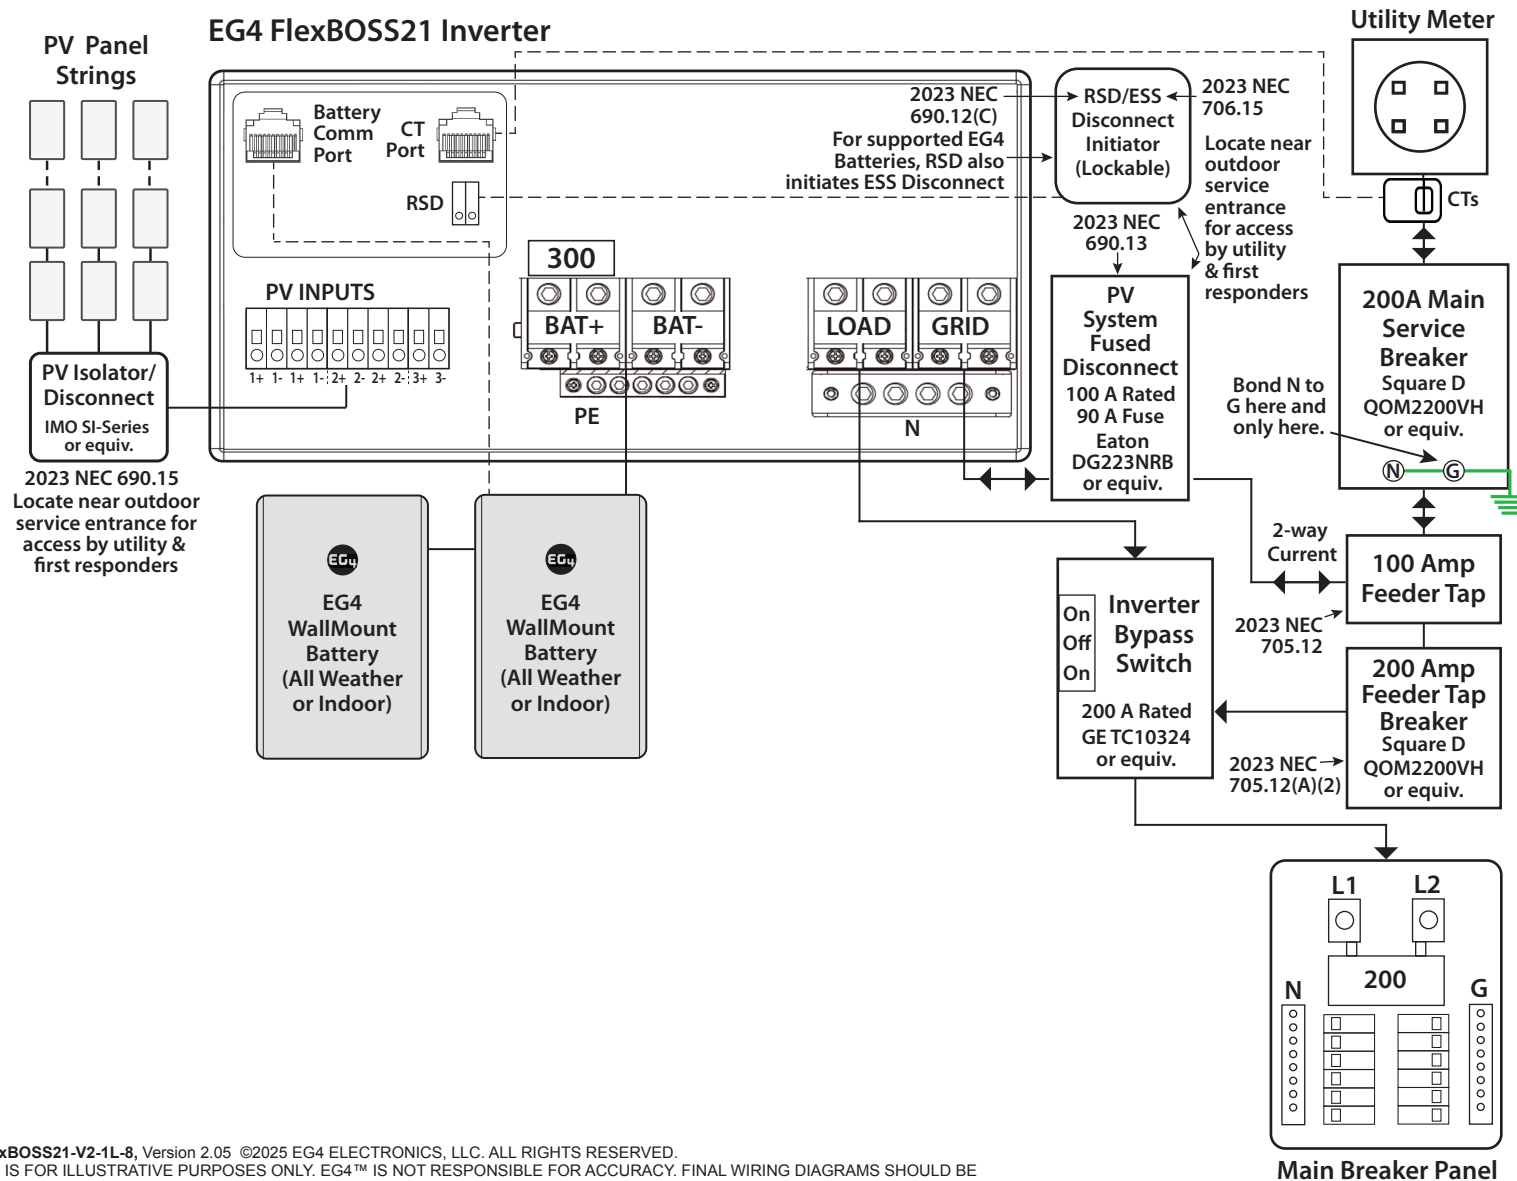 EG4 FlexBOSS21 Inverter
PV Panel
Strings
Battery
Comm
Port
CT
Port
RSD
PV INPUTS
1+ 1- 1+ 1- 2+ 2- 2+ 2- 3+ 3-
300
BAT+
BAT-
PE
LOAD
GRID
N
PV Isolator/
Disconnect
IMO SI-Series
or equiv.
2023 NEC 690.15
Locate near outdoor
service entrance for
access by utility &
first responders
EG4
EG4
WallMount
Battery
(All Weather
or Indoor)
EG4
EG4
WallMount
Battery
(All Weather
or Indoor)
2023 NEC
690.12(C)
For supported EG4
Batteries, RSD also
initiates ESS Disconnect
RSD/ESS
Disconnect
Initiator
(Lockable)
2023 NEC
706.15
Locate near
outdoor
service
entrance
for access
by utility
& first
responders
2023 NEC
690.13
PV
System
Fused
Disconnect
100 A Rated
90 A Fuse
Eaton
DG223NRB
or equiv.
Utility Meter
CTs
200A Main
Service
Breaker
Square D
QOM2200VH
or equiv.
N
G
Bond N to
G here and
only here.
2-way
Current
100 Amp
Feeder Tap
2023 NEC
705.12
200 Amp
Feeder Tap
Breaker
Square D
QOM2200VH
or equiv.
2023 NEC
705.12(A)(2)
On
Off
On
Inverter
Bypass
Switch
200 A Rated
GE TC10324
or equiv.
L1
L2
200
N
G
Main Breaker Panel
xBOSS21-V2-1L-8, Version 2.05 ©2025 EG4 ELECTRONICS, LLC. ALL RIGHTS RESERVED.
IS FOR ILLUSTRATIVE PURPOSES ONLY. EG4™ IS NOT RESPONSIBLE FOR ACCURACY. FINAL WIRING DIAGRAMS SHOULD BE